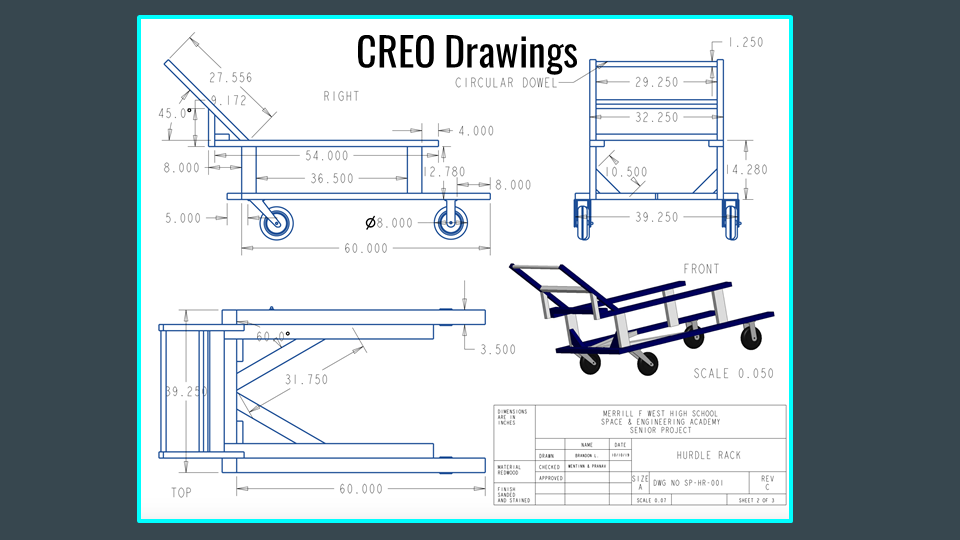 CREO Drawings
27.556
9.172
45.0°
RIGHT
4.000
54.000
8.000
36.500
12.780
8.000
5.000
Ø8.000
60.000
CIRCULAR DOWEL
1.250
29.250
32.250
10.500
14.280
39.250
FRONT
SCALE 0.050
60.0°
31.750
39.250
3.500
60.000
TOP
DIMENSIONS
ARE IN
INCHES
MERRILL F WEST HIGH SCHOOL
SPACE & ENGINEERING ACADEMY
SENIOR PROJECT
NAME DATE
DRAWN BRANDON L.
CHECKED
APPROVED
HURDLE RACK
MATERIAL
REDWOOD
FINISH
SANDED
AND STAINED
SIZE
A
DWG NO SP-HR-001
REV
C
SCALE 0.07
SHEET 2 OF 3